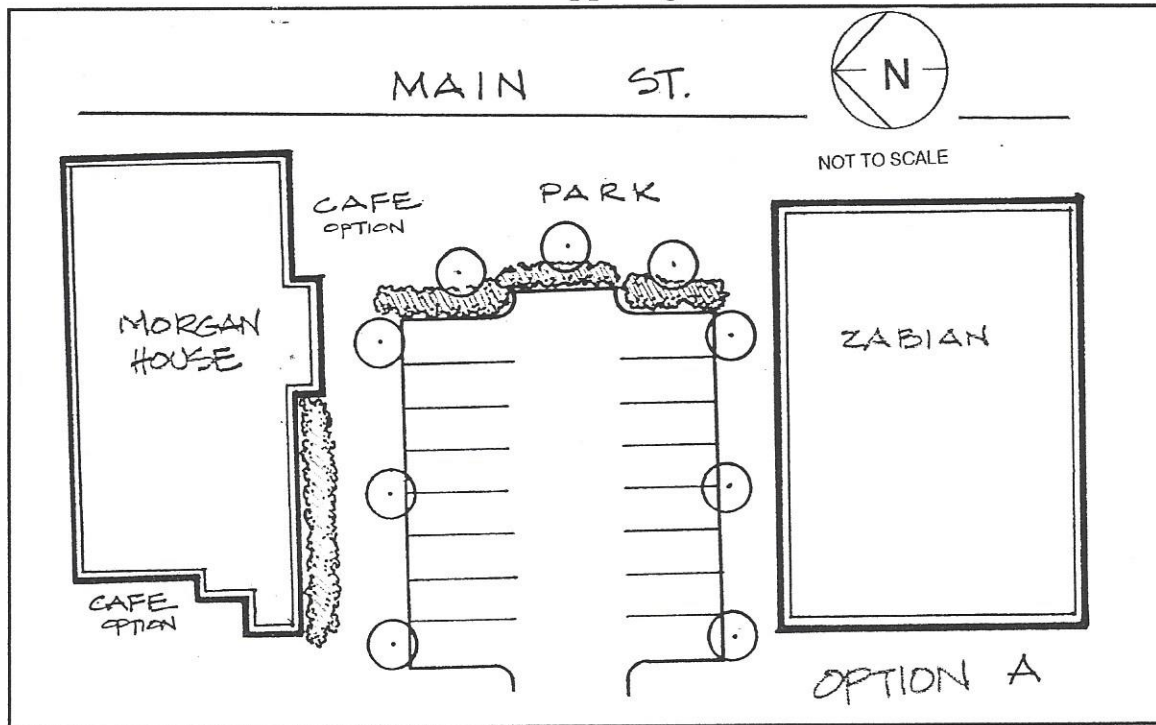 MAIN ST.
N
NOT TO SCALE
CAFE
OPTION
PARK
MORGAN
HOUSE
ZABIAN
CAFE
OPTION
OPTION A